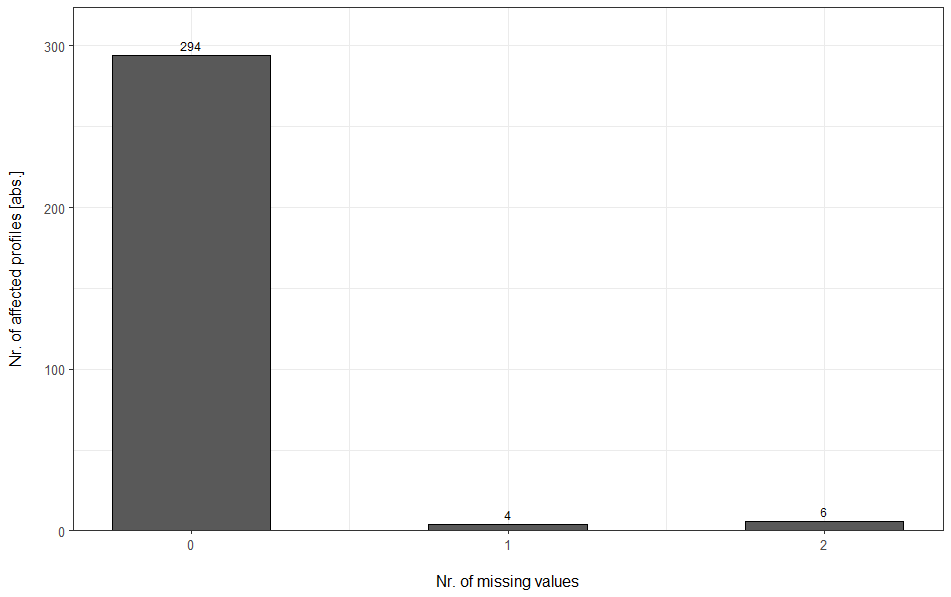 294
4
6
300
200
100
0
0 1 2
Nr. of affected profiles [abs.]
Nr. of missing values